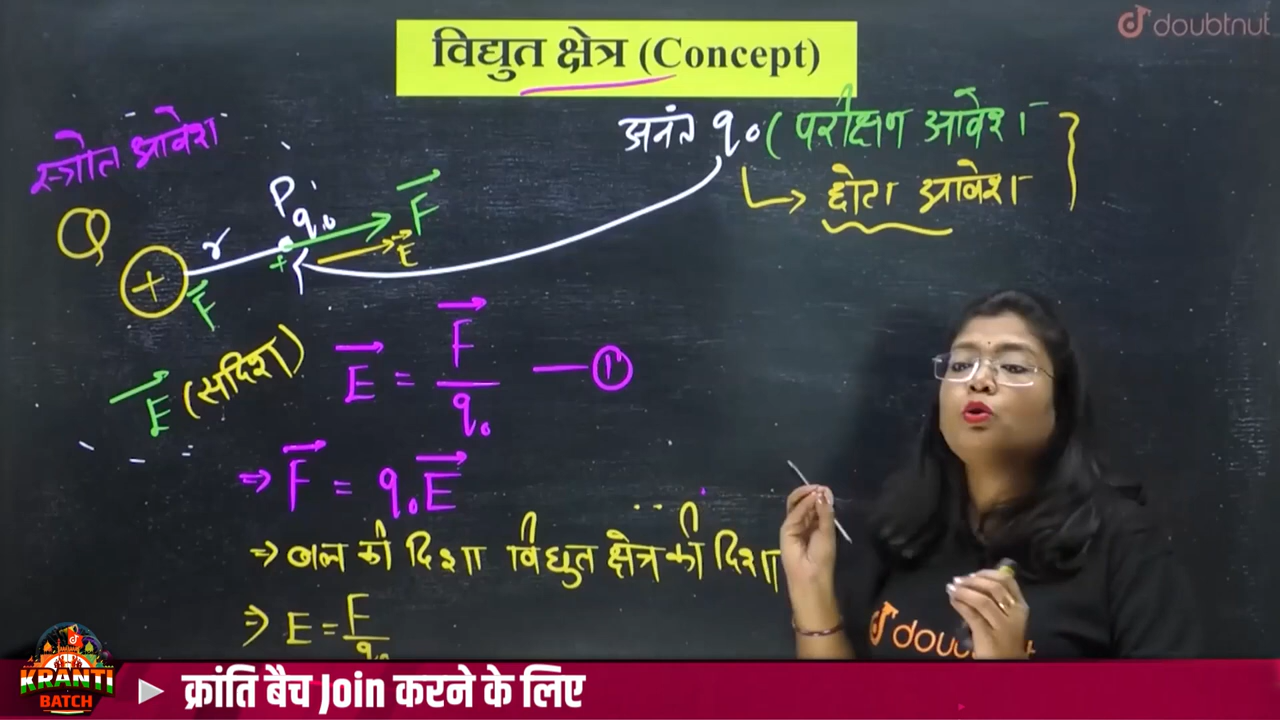 विद्युत क्षेत्र (Concept)
doubtnut
स्त्रोत आवेश
अनंत q₀ (परीक्षण आवेश
→ छोटा आवेश
Q
+
r
P
q₀
+
F
E
F
E (सदिश)
E = F / q₀ — 1
⇒ F = q₀E
⇒ बल की दिशा विद्युत क्षेत्र की दिशा
⇒ E = F / q₀
KRANTI
BATCH
क्रांति बैच Join करने के लिए